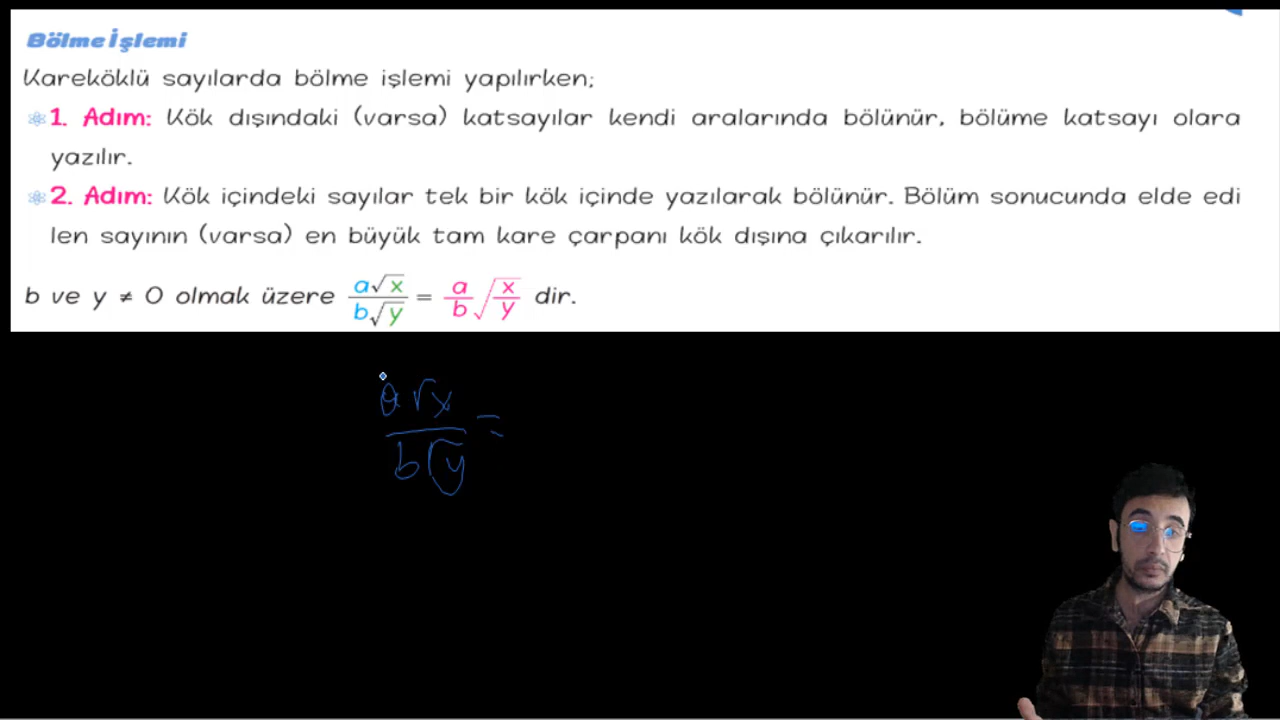 Bölme İşlemi
Kareköklü sayılarda bölme işlemi yapılırken;
1. Adım: Kök dışındaki (varsa) katsayılar kendi aralarında bölünür, bölüme katsayı olara
yazılır.
2. Adım: Kök içindeki sayılar tek bir kök içinde yazılarak bölünür. Bölüm sonucunda elde edi
len sayının (varsa) en büyük tam kare çarpanı kök dışına çıkarılır.
b ve y ≠ 0 olmak üzere a√x / b√y = a/b √x/y dir.
a√x / b√y =